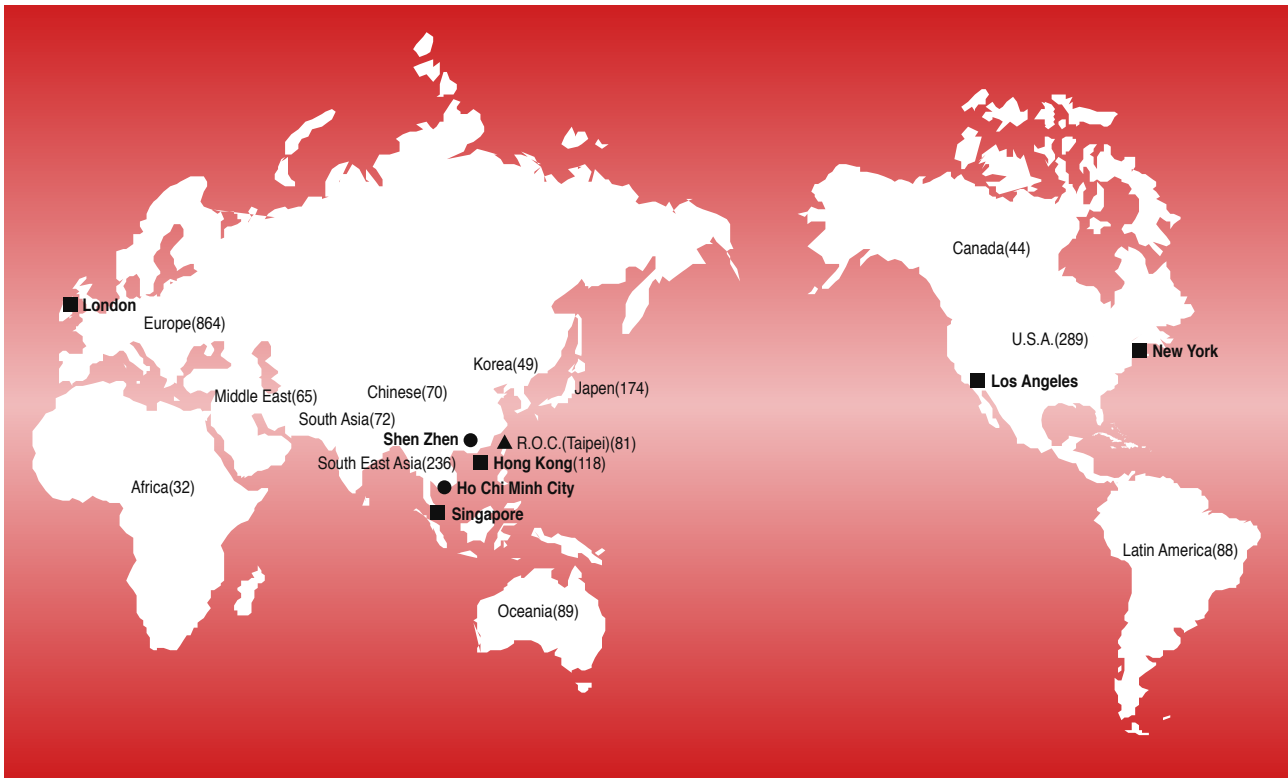 Canada(44)
London
Europe(864)
U.S.A.(289)
New York
Korea(49)
Los Angeles
Chinese(70)
Japen(174)
Middle East(65)
South Asia(72)
Shen Zhen
R.O.C.(Taipei)(81)
South East Asia(236)
Hong Kong(118)
Africa(32)
Ho Chi Minh City
Singapore
Latin America(88)
Oceania(89)